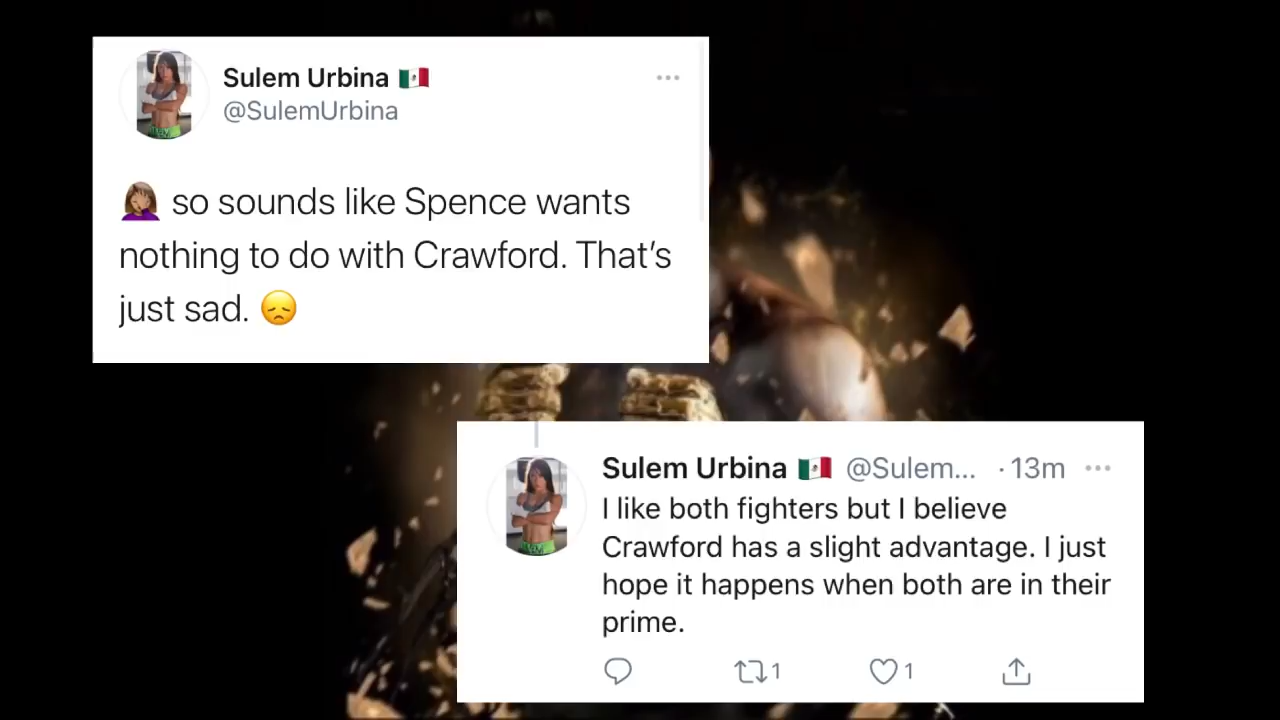 Sulem Urbina 🇲🇽
@SulemUrbina
🤦🏽‍♀️ so sounds like Spence wants
nothing to do with Crawford. That's
just sad. 😞
Sulem Urbina 🇲🇽 @Sulem... · 13m
I like both fighters but I believe
Crawford has a slight advantage. I just
hope it happens when both are in their
prime.
1 1